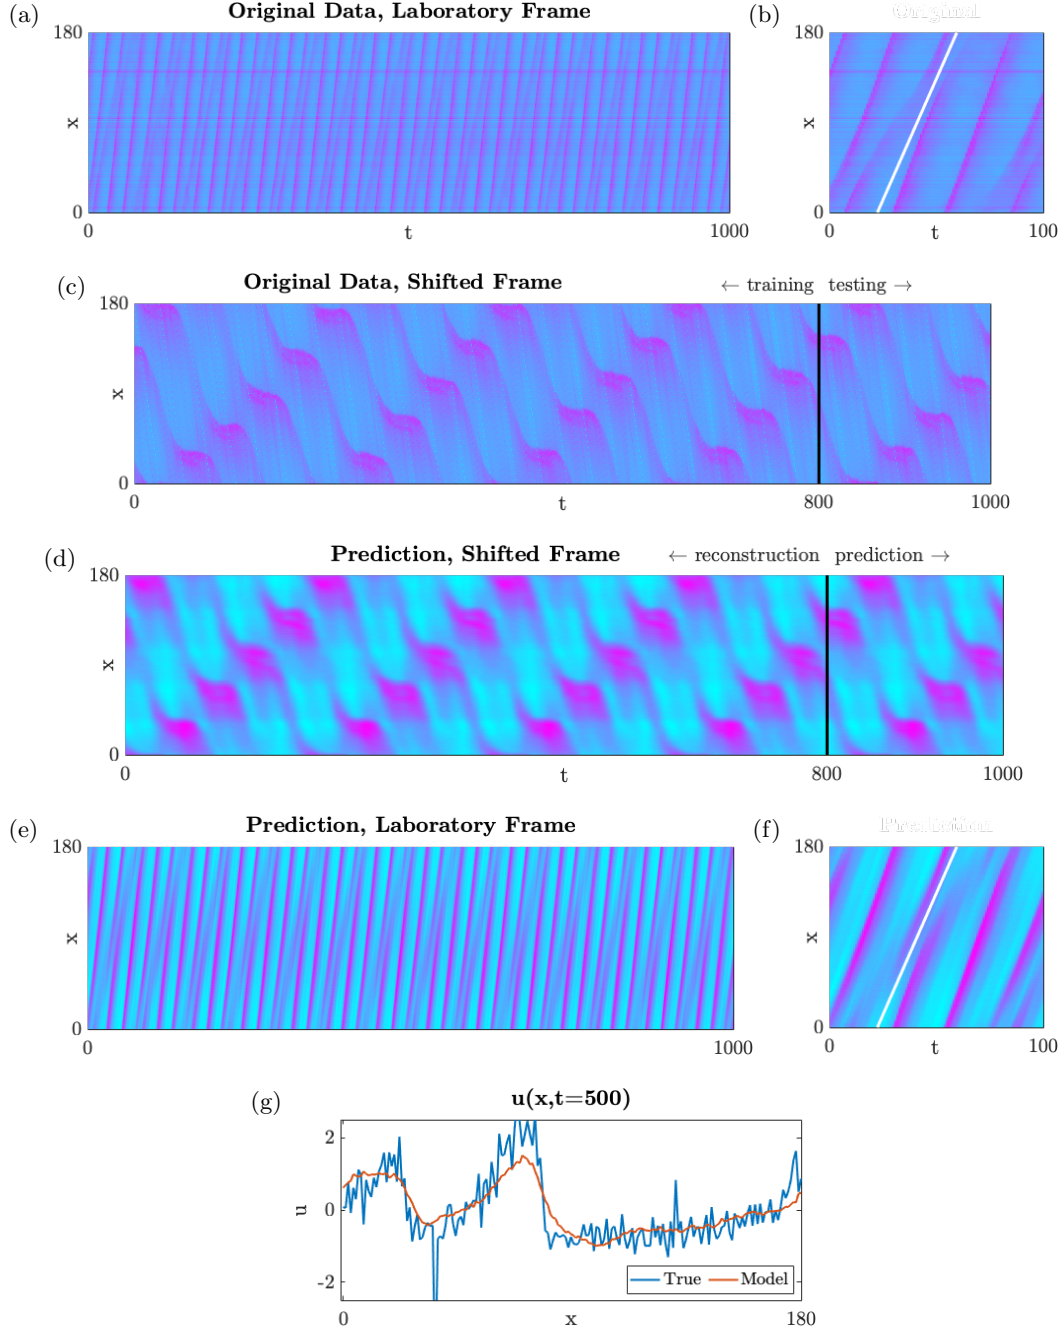 (a) Original Data, Laboratory Frame
180
x
0
0 t 1000
(b) Original
180
x
0
0 t 100
(c) Original Data, Shifted Frame ← training testing →
180
x
0
0 t 800 1000
(d) Prediction, Shifted Frame ← reconstruction prediction →
180
x
0
0 t 800 1000
(e) Prediction, Laboratory Frame
180
x
0
0 1000
(f) Prediction
180
x
0
0 t 100
(g) u(x,t=500)
2
u 0
-2
True Model
0 x 180